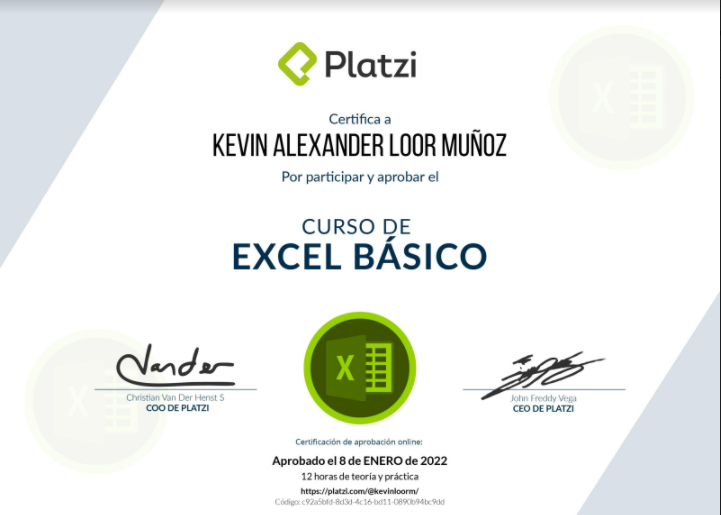 Platzi
Certifica a
KEVIN ALEXANDER LOOR MUÑOZ
Por participar y aprobar el
CURSO DE
EXCEL BÁSICO
Vander
Christian Van Der Henst S
COO DE PLATZI
X
John Freddy Vega
CEO DE PLATZI
Certificación de aprobación online:
Aprobado el 8 de ENERO de 2022
12 horas de teoría y práctica
https://platzi.com/@kevinloorm/
Código: c92a5bfd-8d3d-4c16-bd11-0890b94bc9dd